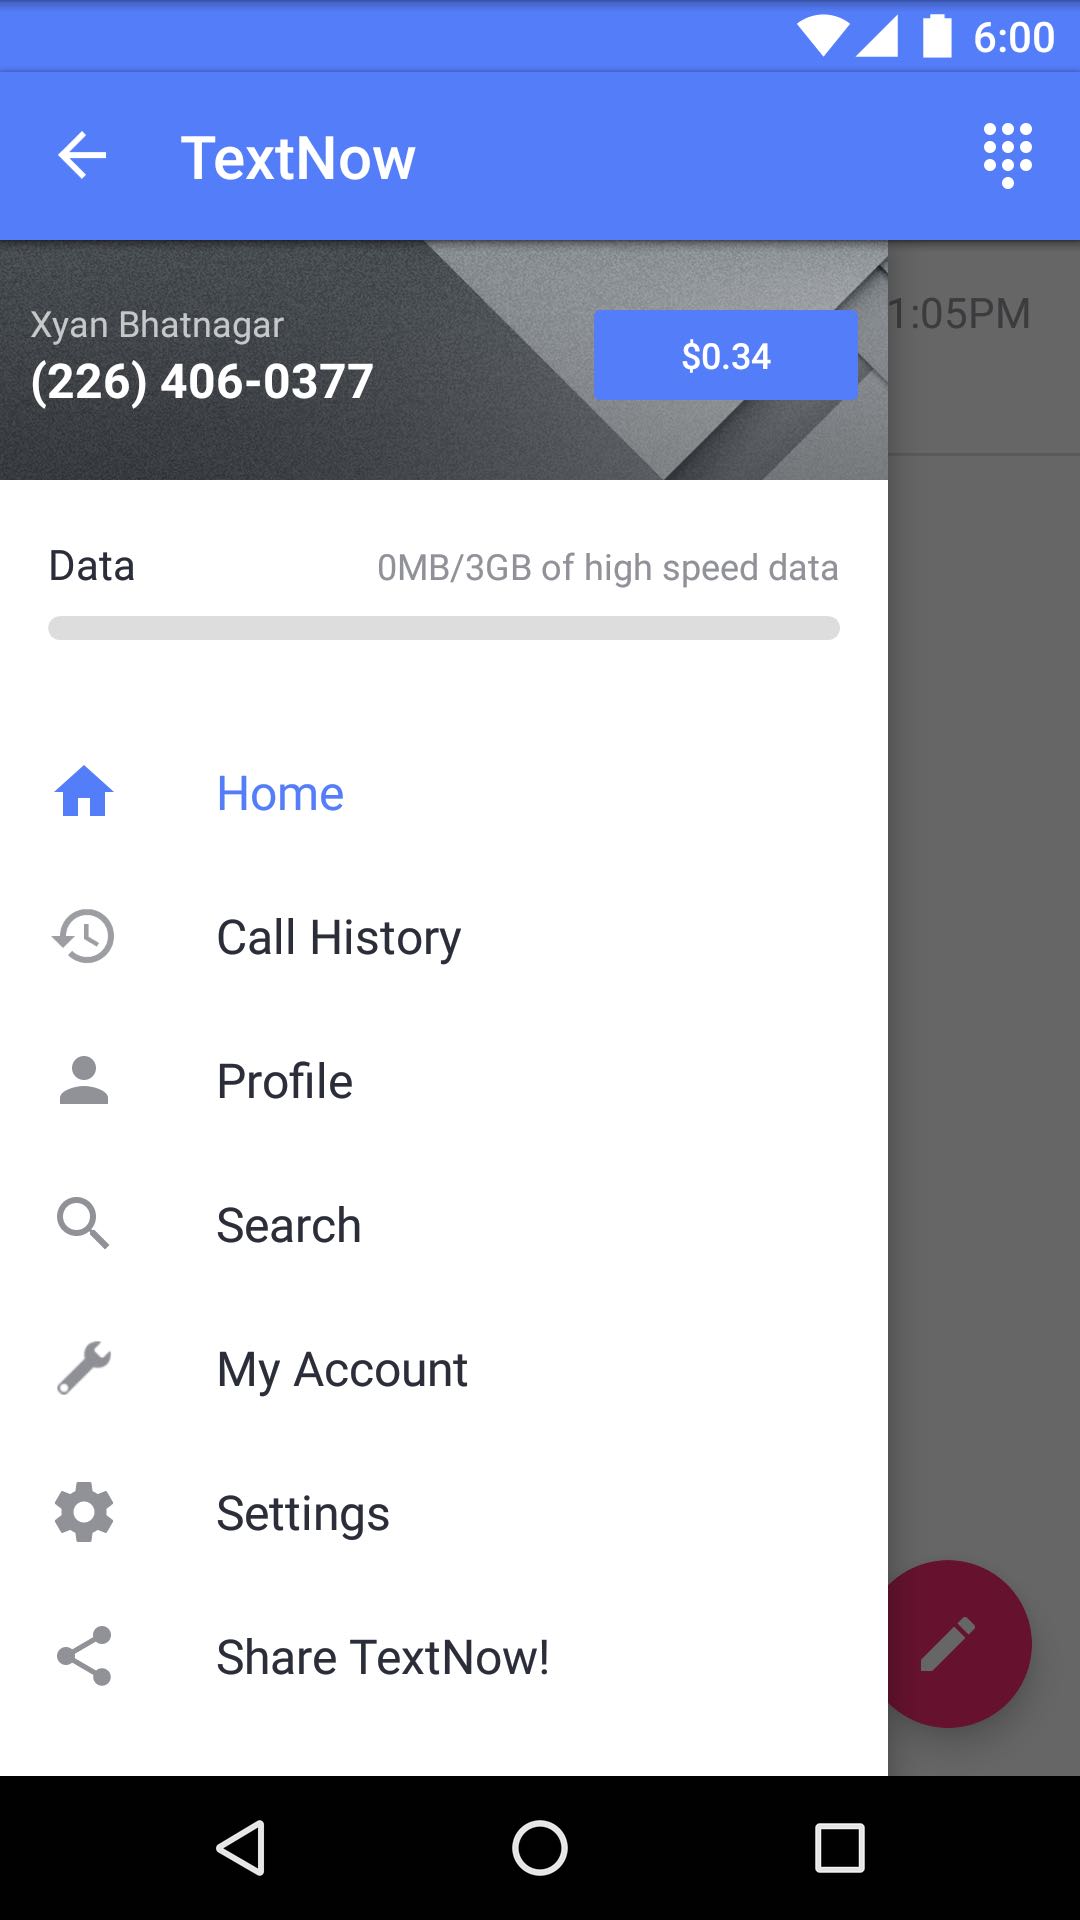 6:00
TextNow
Xyan Bhatnagar
(226) 406-0377
$0.34
1:05PM
Data
0MB/3GB of high speed data
Home
Call History
Profile
Search
My Account
Settings
Share TextNow!